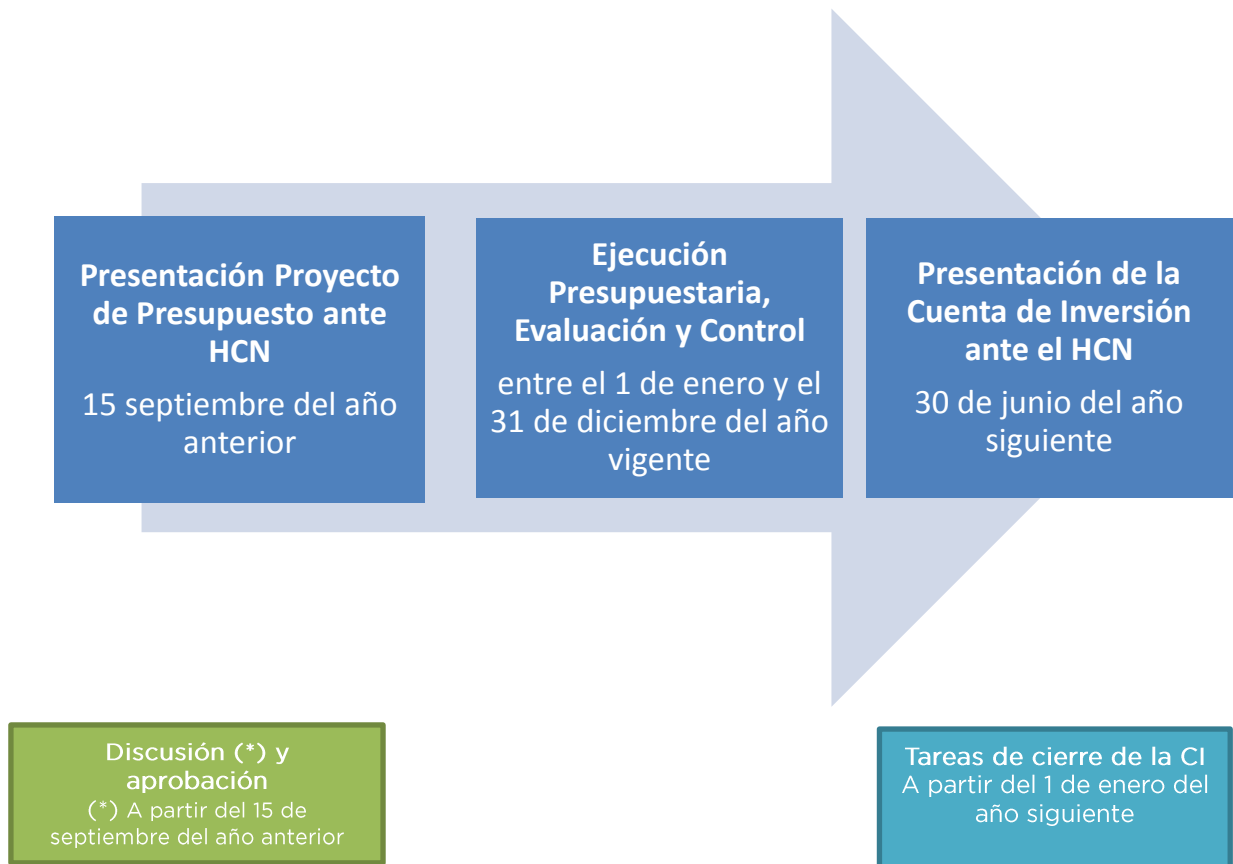 Presentación Proyecto
de Presupuesto ante
HCN
15 septiembre del año
anterior
Ejecución
Presupuestaria,
Evaluación y Control
entre el 1 de enero y el
31 de diciembre del año
vigente
Presentación de la
Cuenta de Inversión
ante el HCN
30 de junio del año
siguiente
Discusión (*) y
aprobación
(*) A partir del 15 de
septiembre del año anterior
Tareas de cierre de la CI
A partir del 1 de enero del
año siguiente